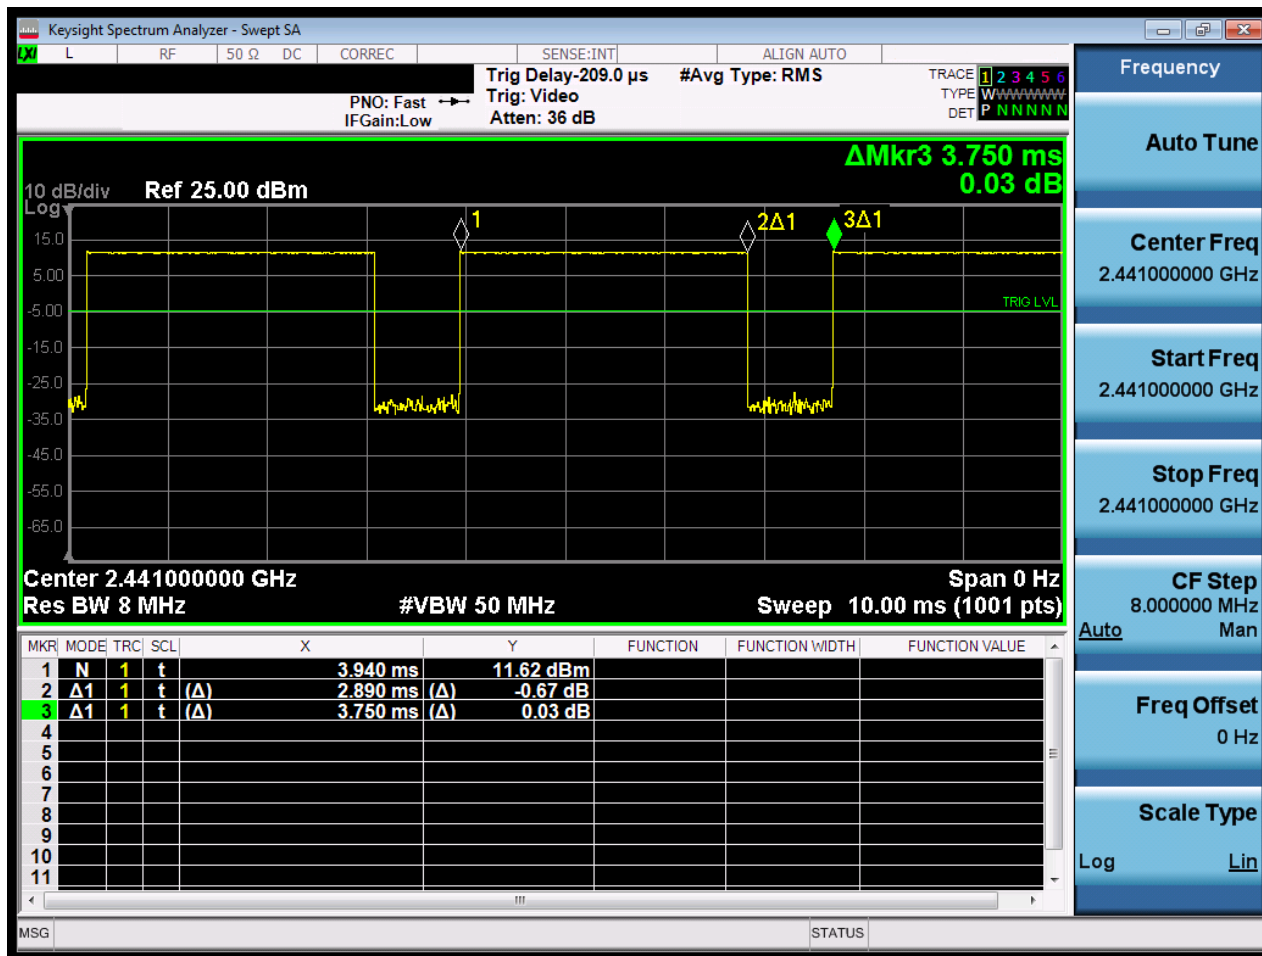 Keysight Spectrum Analyzer - Swept SA
LXI L RF 50 Ω DC CORREC SENSE:INT ALIGN AUTO
Trig Delay-209.0 µs #Avg Type: RMS TRACE 1 2 3 4 5 6
PNO: Fast Trig: Video TYPE W WWWWW
IFGain:Low Atten: 36 dB DET P N N N N N
ΔMkr3 3.750 ms
0.03 dB
10 dB/div Ref 25.00 dBm
Log
1 2Δ1 3Δ1
15.0
5.00
TRIG LVL
-5.00
-15.0
-25.0
-35.0
-45.0
-55.0
-65.0
Center 2.441000000 GHz Span 0 Hz
Res BW 8 MHz #VBW 50 MHz Sweep 10.00 ms (1001 pts)
MKR MODE TRC SCL X Y FUNCTION FUNCTION WIDTH FUNCTION VALUE
1 N 1 t 3.940 ms 11.62 dBm
2 Δ1 1 t (Δ) 2.890 ms (Δ) -0.67 dB
3 Δ1 1 t (Δ) 3.750 ms (Δ) 0.03 dB
4
5
6
7
8
9
10
11
MSG STATUS
Frequency
Auto Tune
Center Freq
2.441000000 GHz
Start Freq
2.441000000 GHz
Stop Freq
2.441000000 GHz
CF Step
8.000000 MHz
Auto Man
Freq Offset
0 Hz
Scale Type
Log Lin